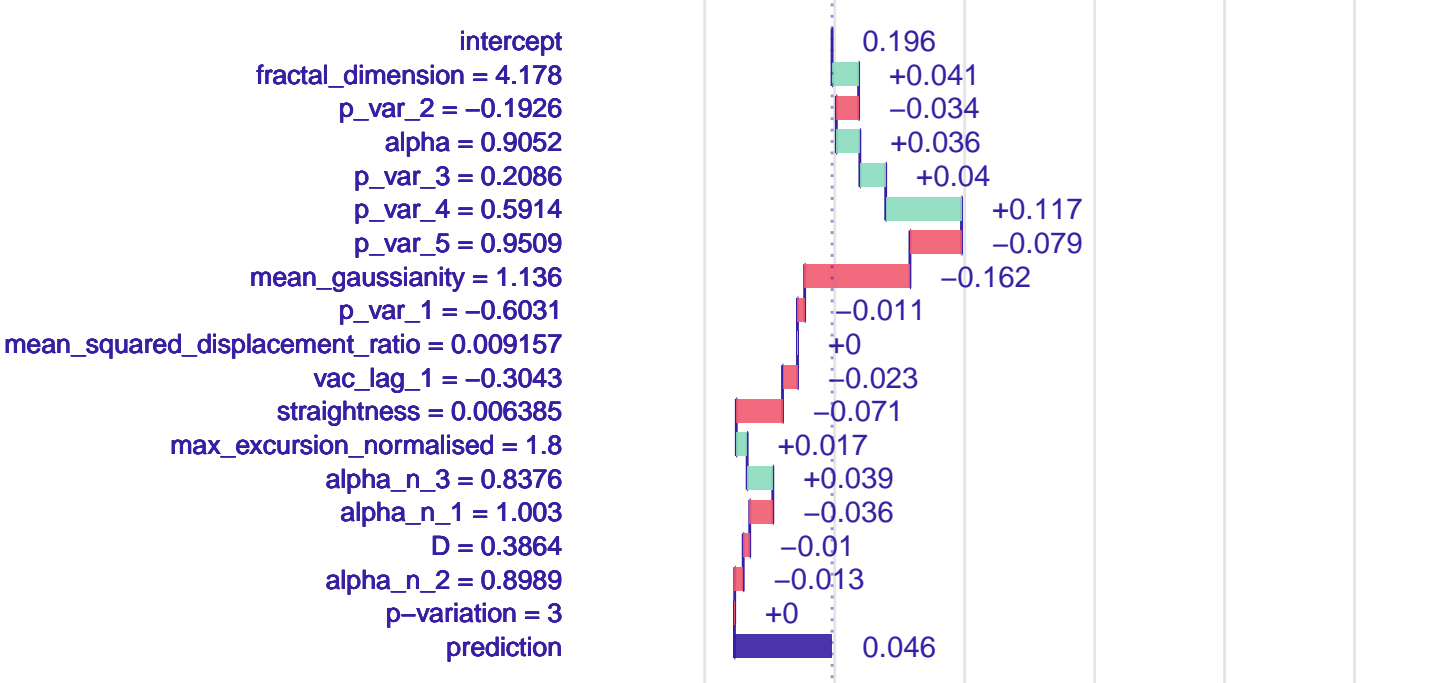 intercept 0.196
fractal_dimension = 4.178 +0.041
p_var_2 = −0.1926 −0.034
alpha = 0.9052 +0.036
p_var_3 = 0.2086 +0.04
p_var_4 = 0.5914 +0.117
p_var_5 = 0.9509 −0.079
mean_gaussianity = 1.136 −0.162
p_var_1 = −0.6031 −0.011
mean_squared_displacement_ratio = 0.009157 +0
vac_lag_1 = −0.3043 −0.023
straightness = 0.006385 −0.071
max_excursion_normalised = 1.8 +0.017
alpha_n_3 = 0.8376 +0.039
alpha_n_1 = 1.003 −0.036
D = 0.3864 −0.01
alpha_n_2 = 0.8989 −0.013
p−variation = 3 +0
prediction 0.046